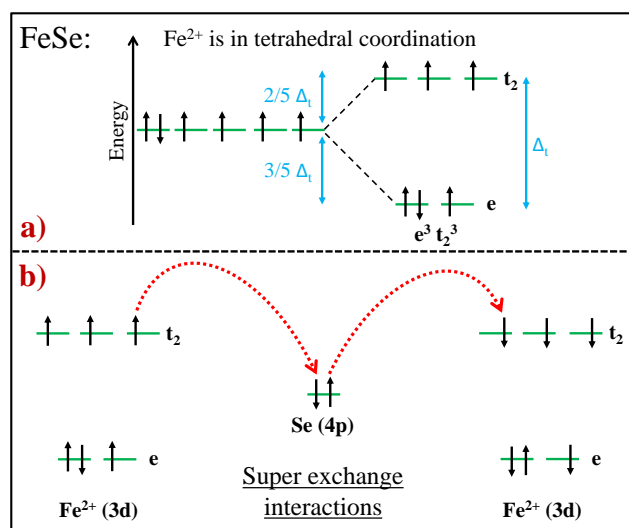 FeSe:
Fe²⁺ is in tetrahedral coordination
Energy
2/5 Δₜ
3/5 Δₜ
t₂
Δₜ
e
e³ t₂³
a)
b)
t₂
t₂
Se (4p)
e
e
Super exchange
interactions
Fe²⁺ (3d)
Fe²⁺ (3d)